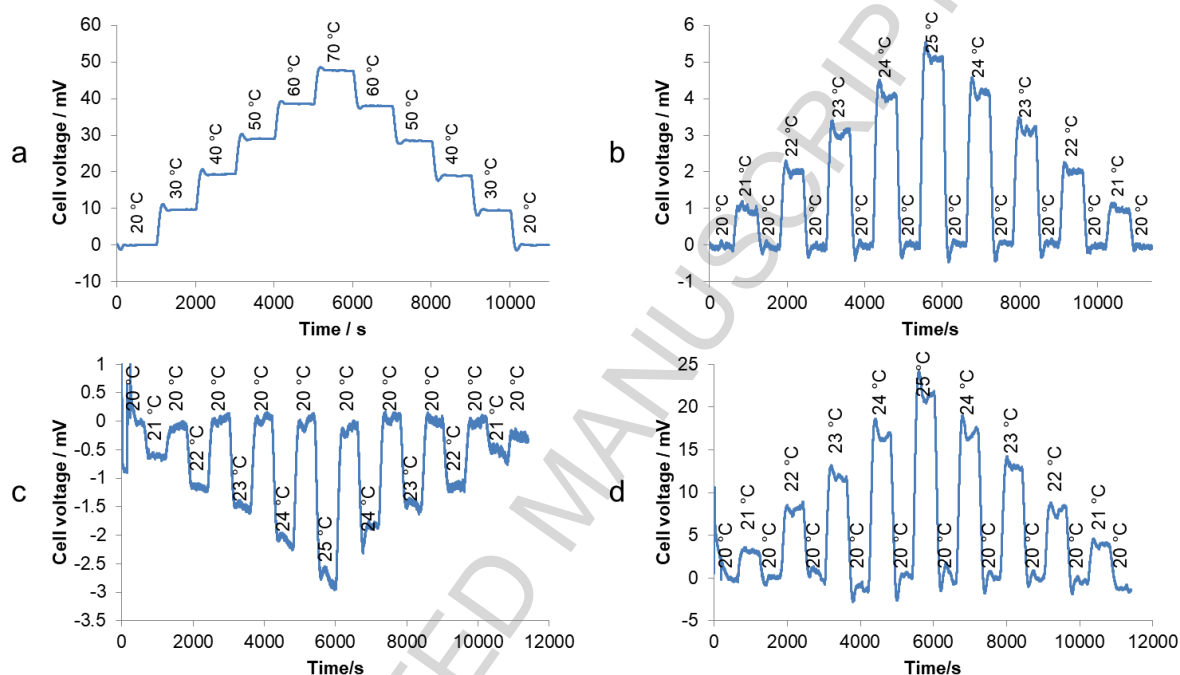 a
Cell voltage / mV
60
50
40
30
20
10
0
-10
20 °C
30 °C
40 °C
50 °C
60 °C
70 °C
60 °C
50 °C
40 °C
30 °C
20 °C
0 2000 4000 6000 8000 10000
Time / s
b
Cell voltage / mV
6
5
4
3
2
1
0
-1
20 °C
21 °C
20 °C
22 °C
20 °C
23 °C
20 °C
24 °C
20 °C
25 °C
20 °C
24 °C
20 °C
23 °C
20 °C
22 °C
20 °C
21 °C
20 °C
0 2000 4000 6000 8000 10000
Time/s
c
Cell voltage / mV
1
0.5
0
-0.5
-1
-1.5
-2
-2.5
-3
-3.5
20 °C
21 °C
20 °C
22 °C
20 °C
23 °C
20 °C
24 °C
20 °C
25 °C
20 °C
24 °C
20 °C
23 °C
20 °C
22 °C
20 °C
21 °C
20 °C
0 2000 4000 6000 8000 10000 12000
Time/s
d
Cell voltage / mV
25
20
15
10
5
0
-5
20 °C
21 °C
20 °C
22 °C
20 °C
23 °C
20 °C
24 °C
20 °C
25 °C
20 °C
24 °C
20 °C
23 °C
20 °C
22 °C
20 °C
21 °C
20 °C
0 2000 4000 6000 8000 10000 12000
Time/s
TED MANUSCRIP